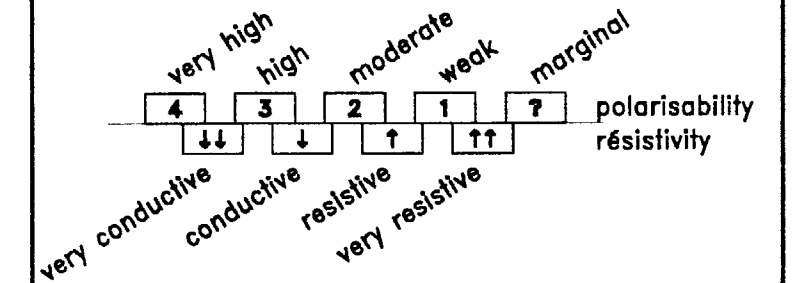 very high high moderate weak marginal
4 3 2 1 ? polarisability
↓↓ ↓ ↑ ↑↑ résistivity
very conductive conductive resistive very resistive